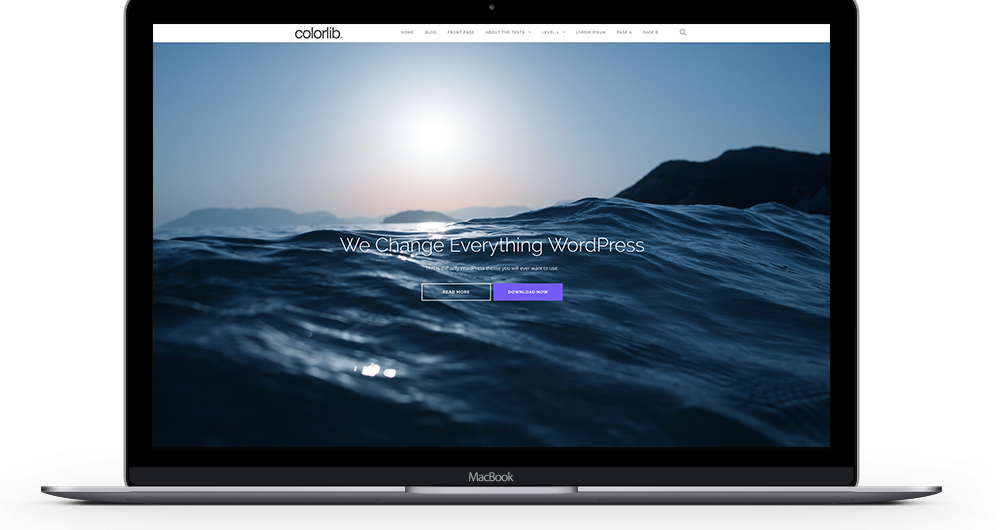 colorlib.
HOME BLOG FRONT PAGE ABOUT THE TESTS LEVEL 1 LOREM IPSUM PAGE A PAGE B
We Change Everything WordPress
This is the only WordPress theme you will ever want to use.
READ MORE DOWNLOAD NOW
MacBook